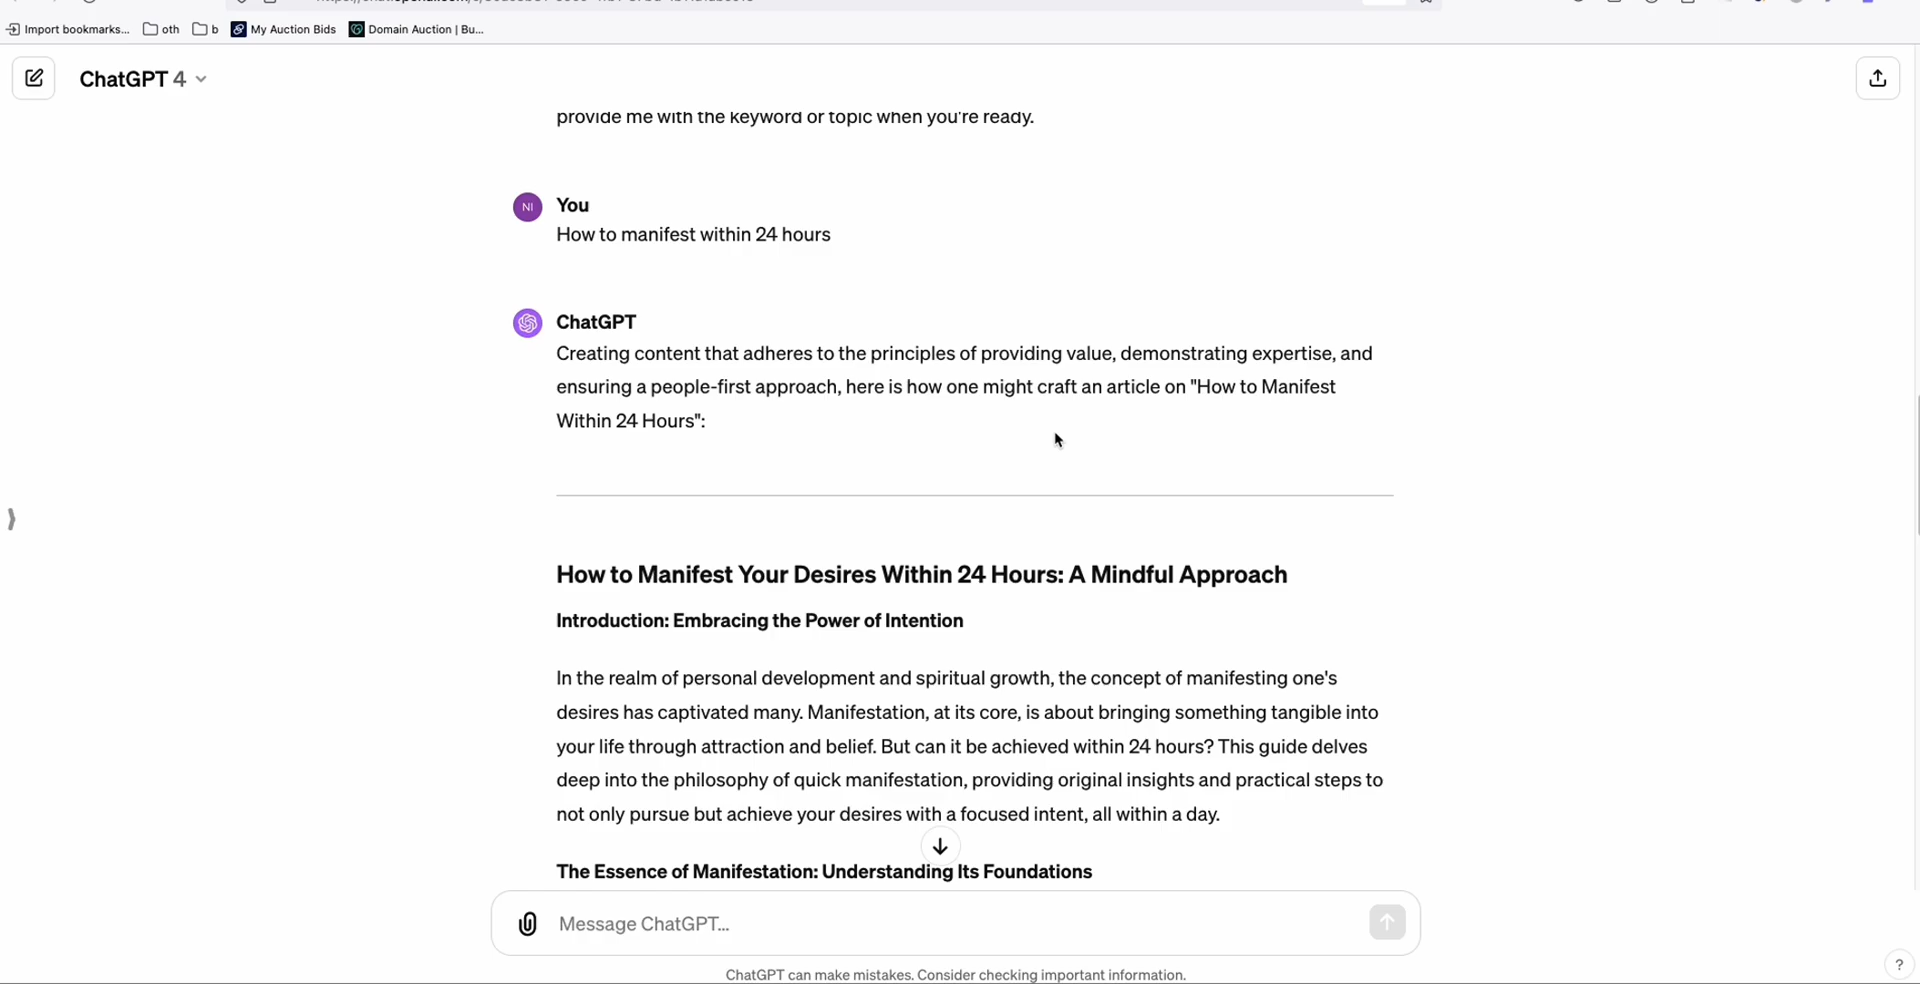 Import bookmarks...
oth
b
My Auction Bids
Domain Auction | Bu...
ChatGPT 4
provide me with the keyword or topic when you're ready.
NI
You
How to manifest within 24 hours
ChatGPT
Creating content that adheres to the principles of providing value, demonstrating expertise, and
ensuring a people-first approach, here is how one might craft an article on "How to Manifest
Within 24 Hours":
How to Manifest Your Desires Within 24 Hours: A Mindful Approach
Introduction: Embracing the Power of Intention
In the realm of personal development and spiritual growth, the concept of manifesting one's
desires has captivated many. Manifestation, at its core, is about bringing something tangible into
your life through attraction and belief. But can it be achieved within 24 hours? This guide delves
deep into the philosophy of quick manifestation, providing original insights and practical steps to
not only pursue but achieve your desires with a focused intent, all within a day.
The Essence of Manifestation: Understanding Its Foundations
Message ChatGPT...
ChatGPT can make mistakes. Consider checking important information.
?